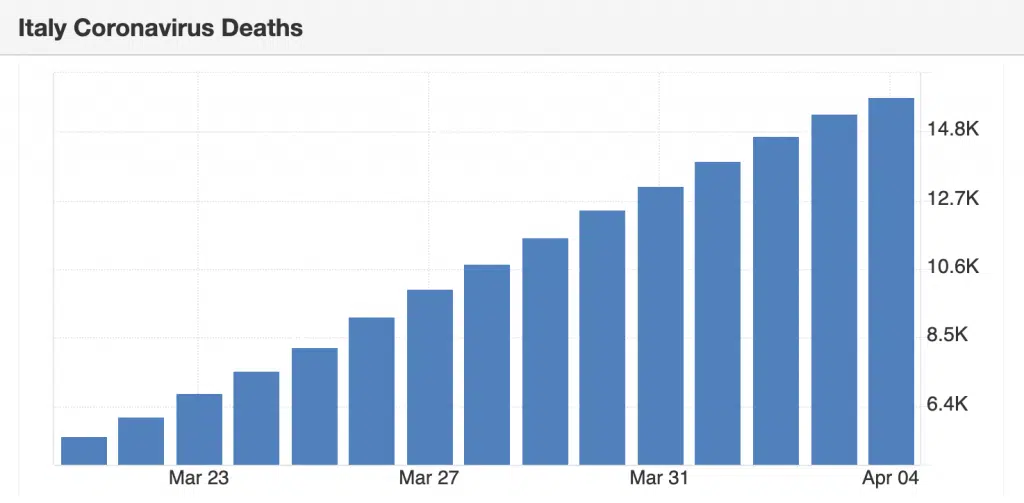 Italy Coronavirus Deaths
14.8K
12.7K
10.6K
8.5K
6.4K
Mar 23 Mar 27 Mar 31 Apr 04